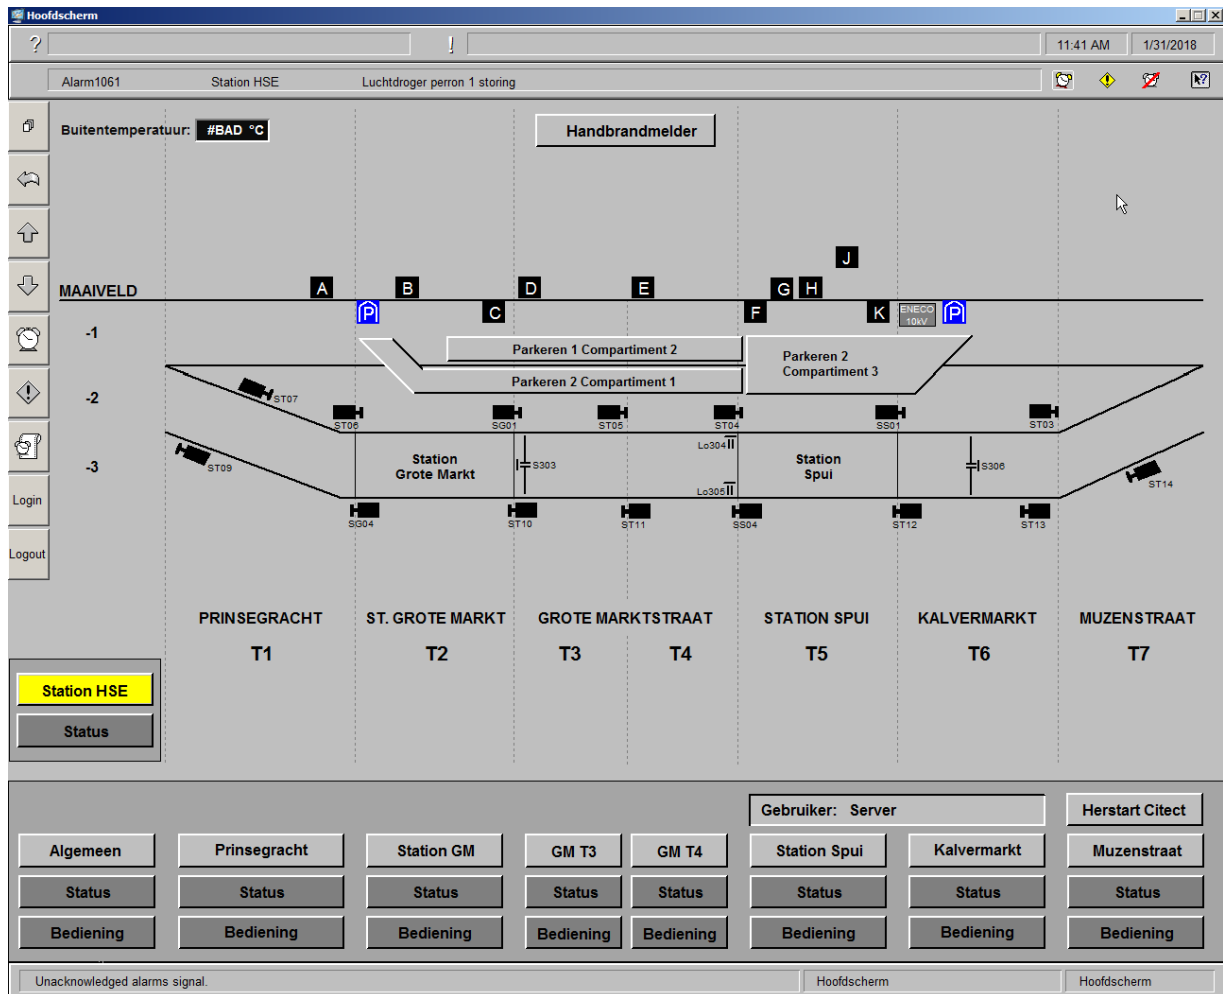 Hoofdscherm
? !
11:41 AM 1/31/2018
Alarm1061 Station HSE Luchtdroger perron 1 storing
Buitentemperatuur: #BAD °C
Handbrandmelder
J
MAAIVELD A B D E G H
P C F K ENECO P
10kV
-1
Parkeren 1 Compartiment 2
Parkeren 2
Compartiment 3
Parkeren 2 Compartiment 1
-2
ST07
ST06 SG01 ST05 ST04 SS01 ST03
Lo304
-3
ST09
Station
Grote Markt
S303
Station
Spui
S306
ST14
Lo305
SG04 ST10 ST11 SS04 ST12 ST13
Login
Logout
PRINSEGRACHT ST. GROTE MARKT GROTE MARKTSTRAAT STATION SPUI KALVERMARKT MUZENSTRAAT
T1 T2 T3 T4 T5 T6 T7
Station HSE
Status
Gebruiker: Server Herstart Citect
Algemeen Prinsegracht Station GM GM T3 GM T4 Station Spui Kalvermarkt Muzenstraat
Status Status Status Status Status Status Status Status
Bediening Bediening Bediening Bediening Bediening Bediening Bediening Bediening
Unacknowledged alarms signal. Hoofdscherm Hoofdscherm